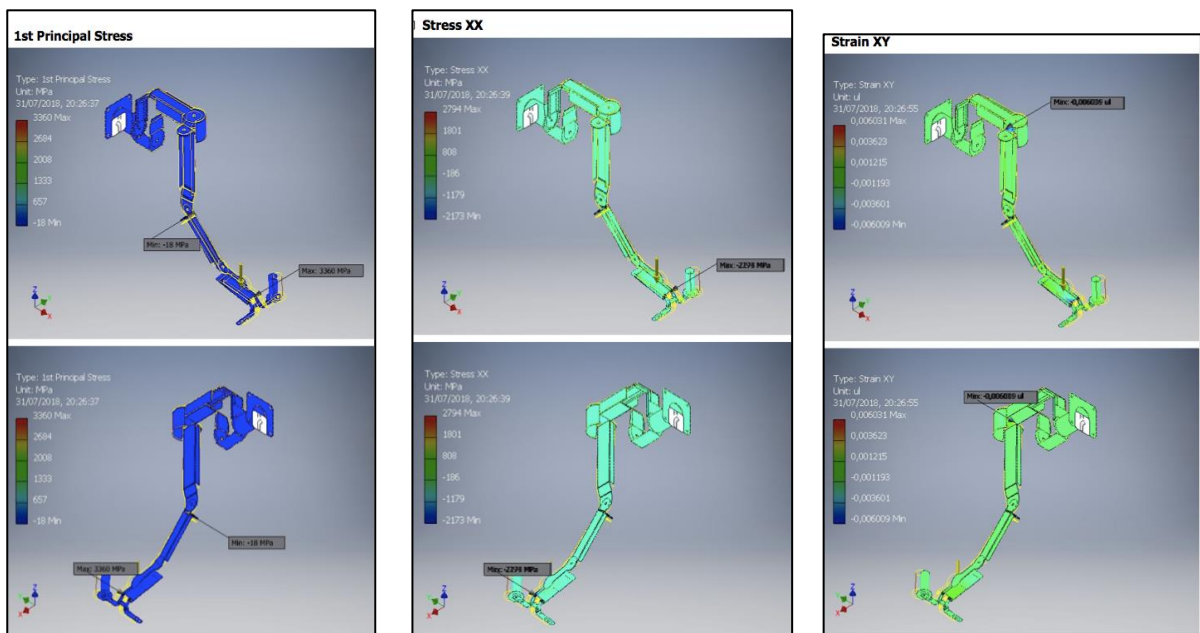 1st Principal Stress
Type: 1st Principal Stress
Unit: MPa
31/07/2018, 20:26:37
3360 Max
2684
2008
1333
657
-18 Min
Min: -18 MPa
Max: 3360 MPa
Type: 1st Principal Stress
Unit: MPa
31/07/2018, 20:26:37
3360 Max
2684
2008
1333
657
-18 Min
Min: -18 MPa
Max: 3360 MPa
Stress XX
Type: Stress XX
Unit: MPa
31/07/2018, 20:26:39
2794 Max
1801
808
-186
-1179
-2173 Min
MPa
Type: Stress XX
Unit: MPa
31/07/2018, 20:26:39
2794 Max
1801
808
-186
-1179
-2173 Min
MPa
Strain XY
Type: Strain XY
Unit: ul
31/07/2018, 20:26:55
0,006031 Max
0,003623
0,001215
-0,001193
-0,003601
-0,006009 Min
ul
Type: Strain XY
Unit: ul
31/07/2018, 20:26:55
0,006031 Max
0,003623
0,001215
-0,001193
-0,003601
-0,006009 Min
ul